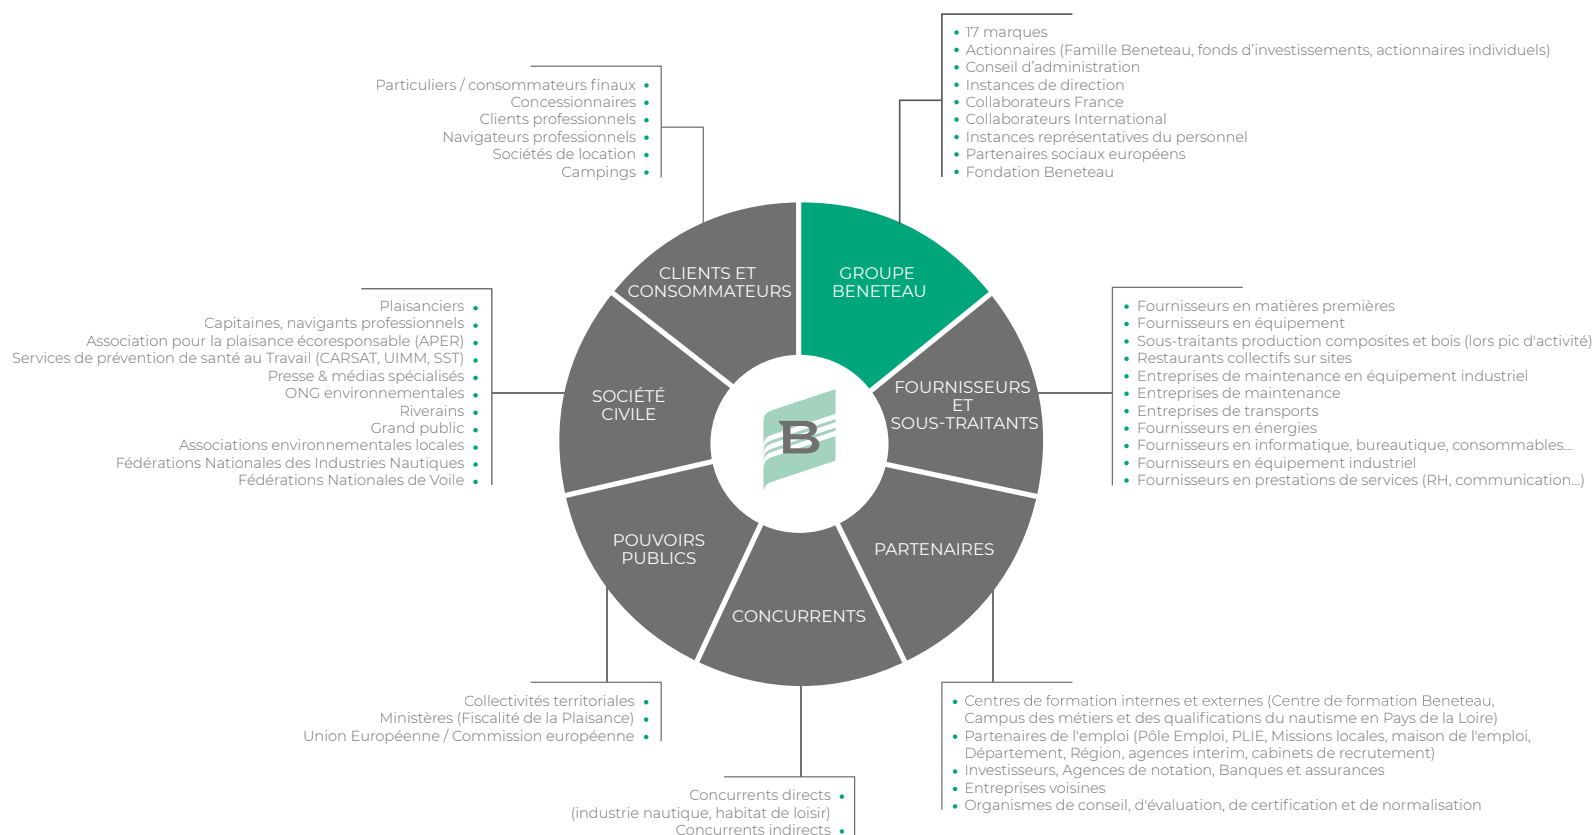 17 marques
Actionnaires (Famille Beneteau, fonds d'investissements, actionnaires individuels)
Conseil d'administration
Instances de direction
Collaborateurs France
Collaborateurs International
Instances représentatives du personnel
Partenaires sociaux européens
Fondation Beneteau
Particuliers / consommateurs finaux
Concessionnaires
Clients professionnels
Navigateurs professionnels
Sociétés de location
Campings
CLIENTS ET
CONSOMMATEURS
GROUPE
BENETEAU
Plaisanciers
Capitaines, navigants professionnels
Association pour la plaisance écoresponsable (APER)
Services de prévention de santé au Travail (CARSAT, UIMM, SST)
Presse & médias spécialisés
ONG environnementales
Riverains
Grand public
Associations environnementales locales
Fédérations Nationales des Industries Nautiques
Fédérations Nationales de Voile
SOCIÉTÉ
CIVILE
B
FOURNISSEURS
ET
SOUS-TRAITANTS
Fournisseurs en matières premières
Fournisseurs en équipement
Sous-traitants production composites et bois (lors pic d'activité)
Restaurants collectifs sur sites
Entreprises de maintenance en équipement industriel
Entreprises de maintenance
Entreprises de transports
Fournisseurs en énergies
Fournisseurs en informatique, bureautique, consommables...
Fournisseurs en équipement industriel
Fournisseurs en prestations de services (RH, communication...)
POUVOIRS
PUBLICS
PARTENAIRES
CONCURRENTS
Collectivités territoriales
Ministères (Fiscalité de la Plaisance)
Union Européenne / Commission européenne
Centres de formation internes et externes (Centre de formation Beneteau,
Campus des métiers et des qualifications du nautisme en Pays de la Loire)
Partenaires de l'emploi (Pôle Emploi, PLIE, Missions locales, maison de l'emploi,
Département, Région, agences interim, cabinets de recrutement)
Investisseurs, Agences de notation, Banques et assurances
Entreprises voisines
Organismes de conseil, d'évaluation, de certification et de normalisation
Concurrents directs
(industrie nautique, habitat de loisir)
Concurrents indirects